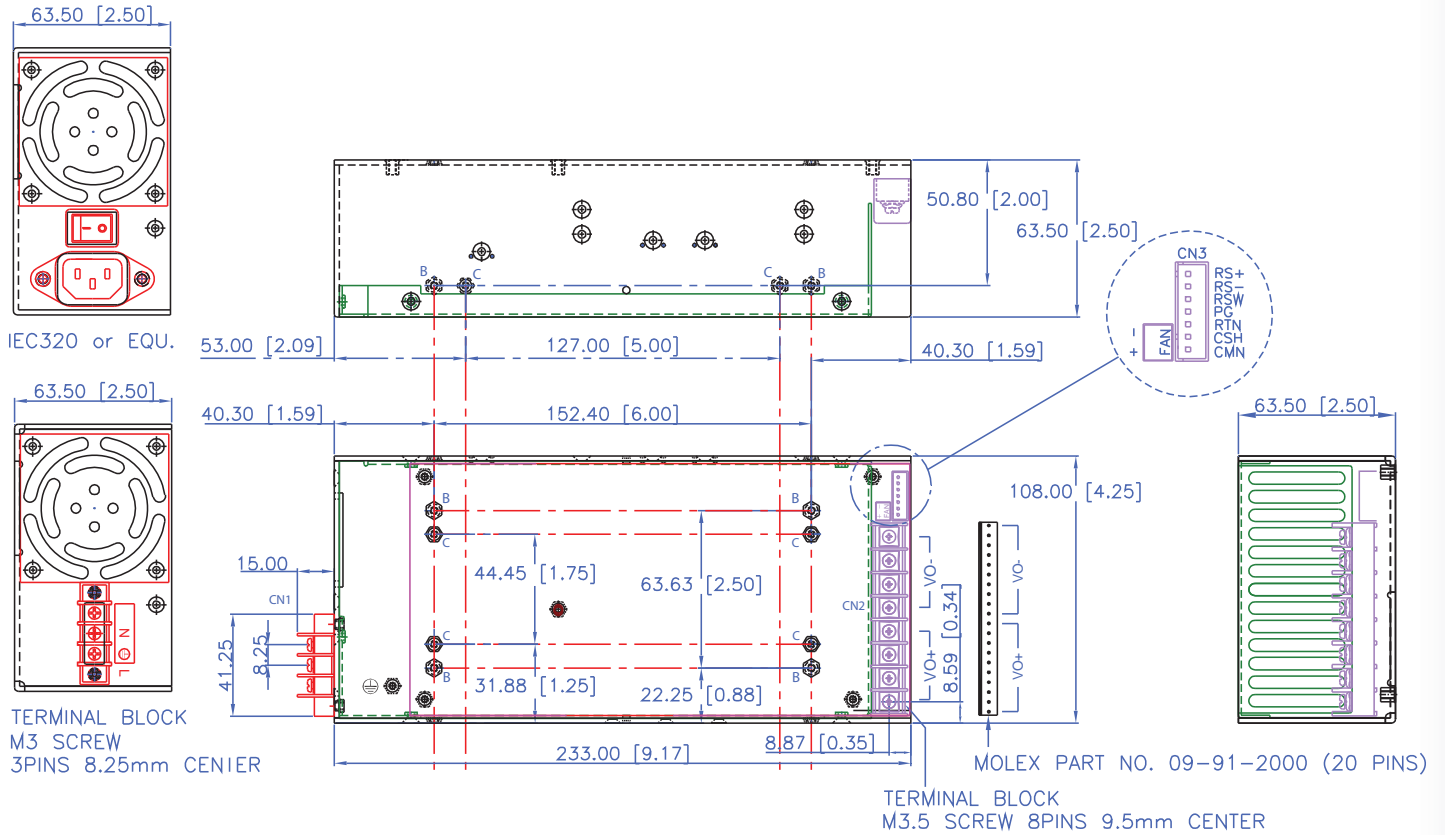 63.50 [2.50]
IEC320 or EQU.
50.80 [2.00]
63.50 [2.50]
B
C
C
B
53.00 [2.09]
127.00 [5.00]
40.30 [1.59]
CN3
RS+
RS-
RSW
PG
RTN
CSH
CMN
-
+
FAN
63.50 [2.50]
40.30 [1.59]
152.40 [6.00]
63.50 [2.50]
108.00 [4.25]
B
B
C
C
FAN
15.00
CN1
44.45 [1.75]
63.63 [2.50]
CN2
VO-
VO-
41.25
8.25
N
L
C
C
B
B
31.88 [1.25]
22.25 [0.88]
VO+
8.59 [0.34]
VO+
TERMINAL BLOCK
M3 SCREW
3PINS 8.25mm CENIER
233.00 [9.17]
8.87 [0.35]
MOLEX PART NO. 09-91-2000 (20 PINS)
TERMINAL BLOCK
M3.5 SCREW 8PINS 9.5mm CENTER